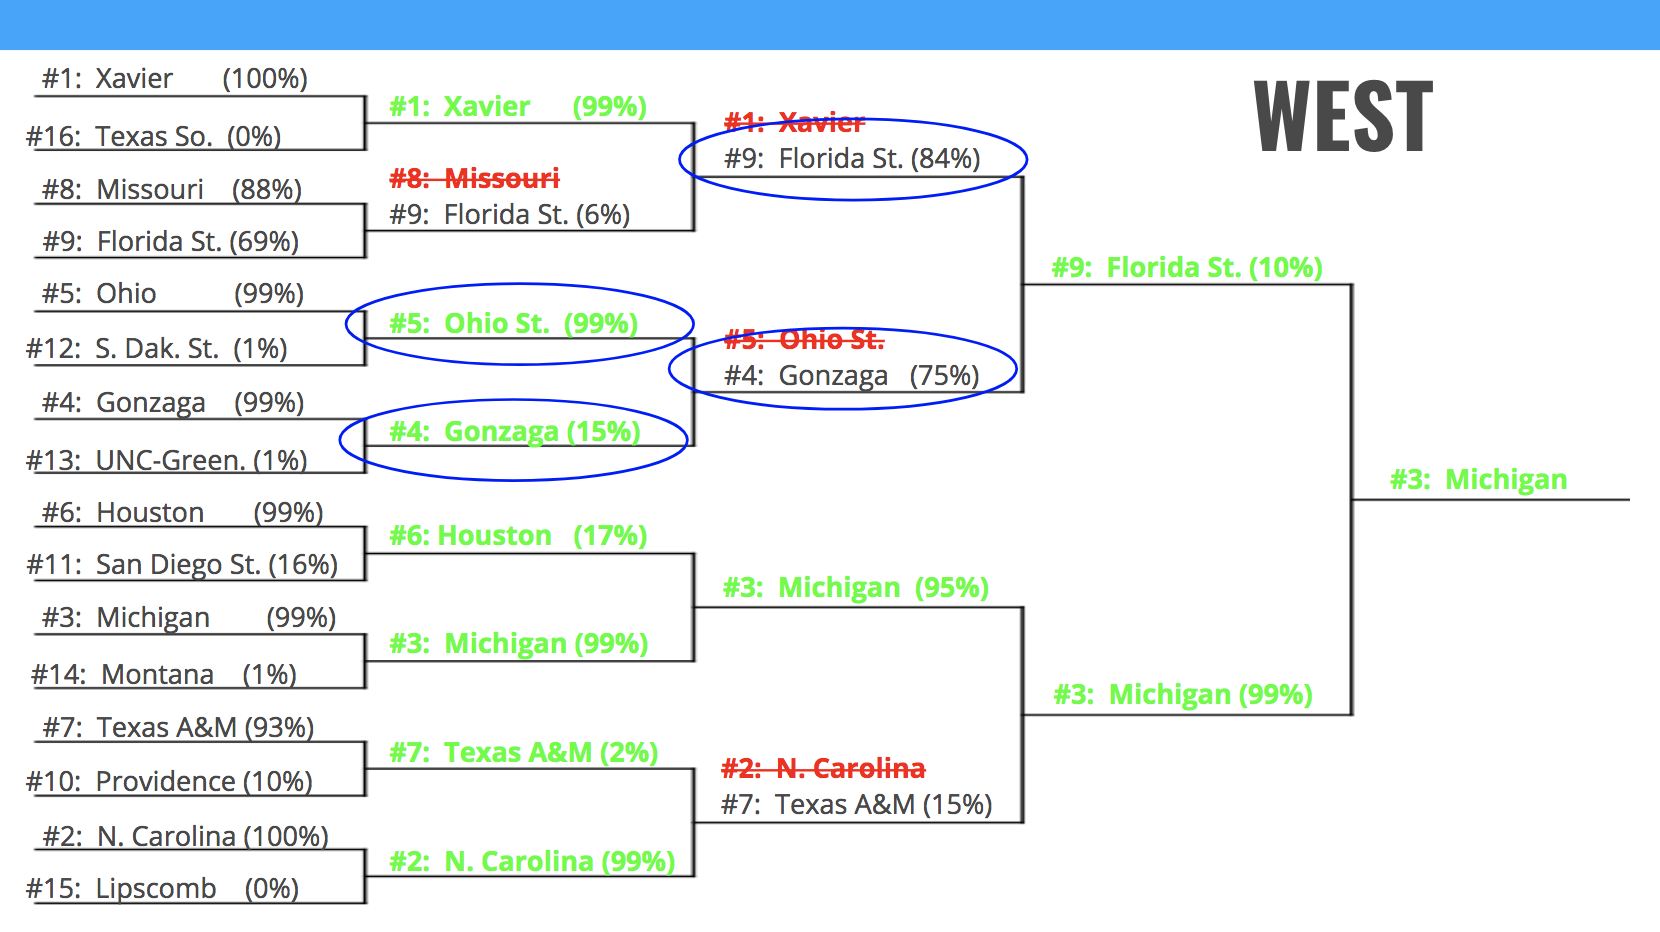 WEST
#1: Xavier (100%)
#16: Texas So. (0%)
#8: Missouri (88%)
#9: Florida St. (69%)
#5: Ohio (99%)
#12: S. Dak. St. (1%)
#4: Gonzaga (99%)
#13: UNC-Green. (1%)
#6: Houston (99%)
#11: San Diego St. (16%)
#3: Michigan (99%)
#14: Montana (1%)
#7: Texas A&M (93%)
#10: Providence (10%)
#2: N. Carolina (100%)
#15: Lipscomb (0%)
#1: Xavier (99%)
#8: Missouri
#9: Florida St. (6%)
#5: Ohio St. (99%)
#4: Gonzaga (15%)
#6: Houston (17%)
#3: Michigan (99%)
#7: Texas A&M (2%)
#2: N. Carolina (99%)
#1: Xavier
#9: Florida St. (84%)
#5: Ohio St.
#4: Gonzaga (75%)
#3: Michigan (95%)
#2: N. Carolina
#7: Texas A&M (15%)
#9: Florida St. (10%)
#3: Michigan (99%)
#3: Michigan